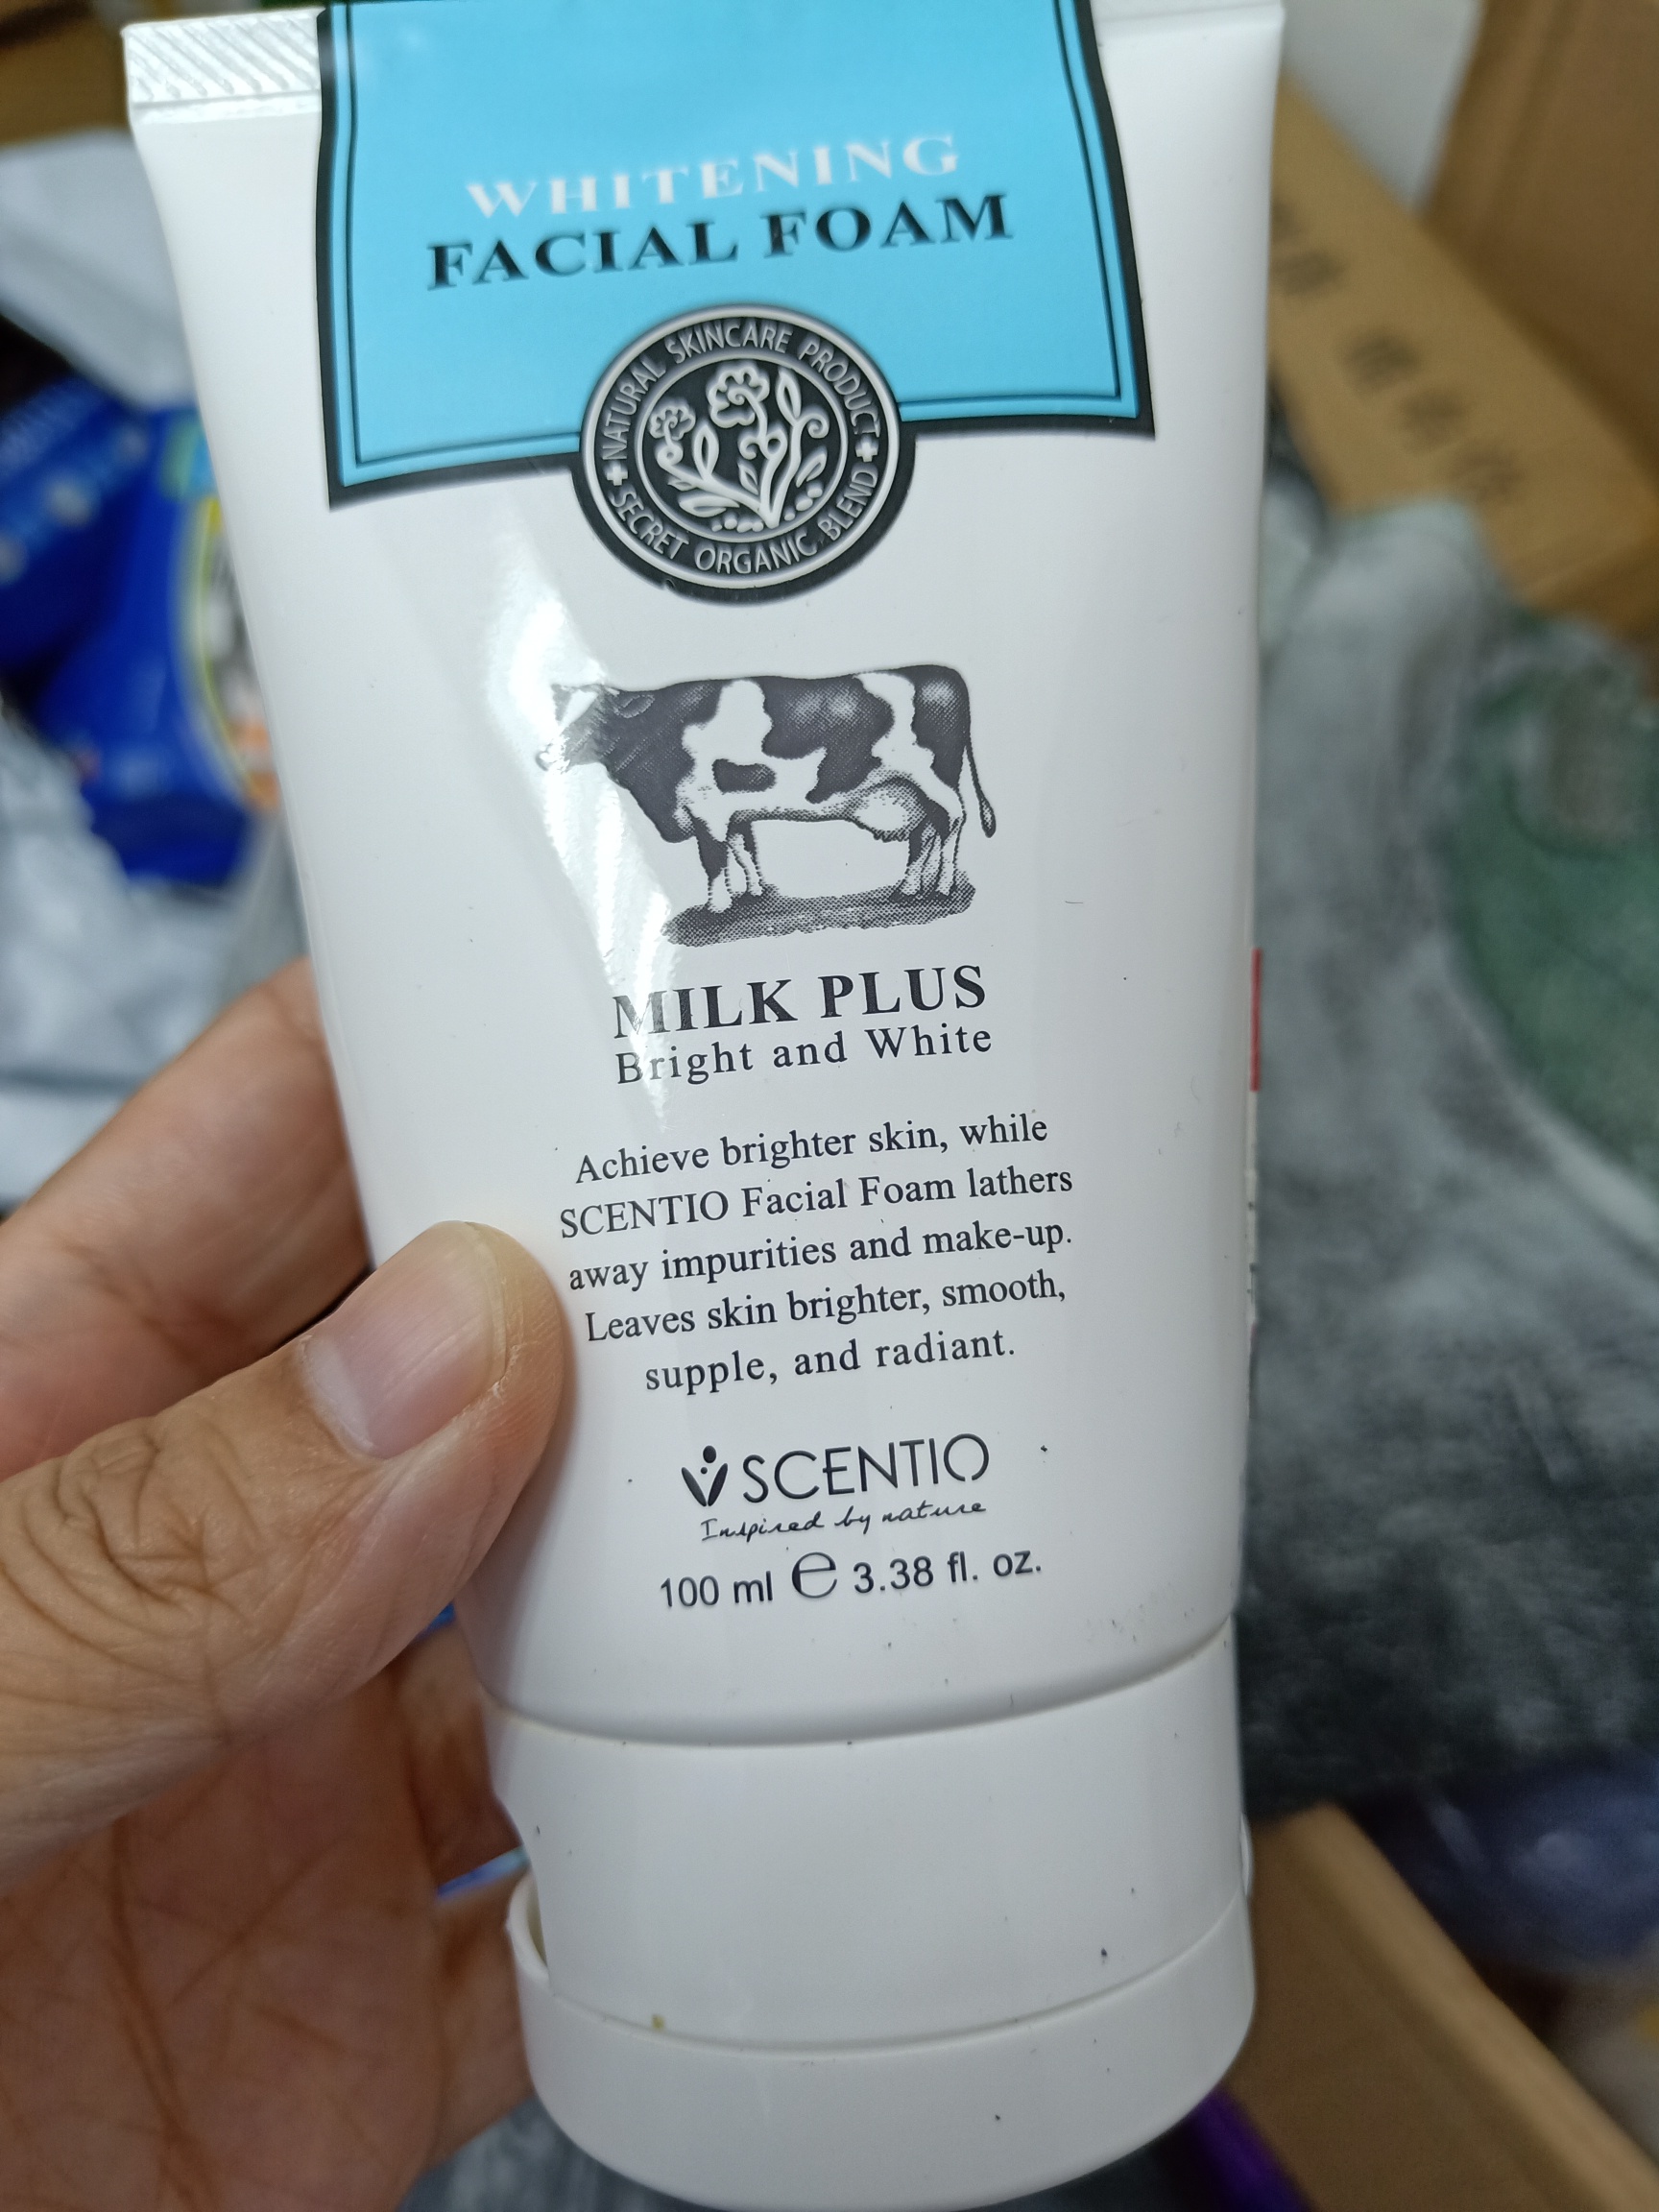 WHITENING
FACIAL FOAM
NATURAL SKINCARE PRODUCT
SECRET ORGANIC BLEND
MILK PLUS
Bright and White
Achieve brighter skin, while
SCENTIO Facial Foam lathers
away impurities and make-up.
Leaves skin brighter, smooth,
supple, and radiant.
SCENTIO
Inspired by nature
100 ml e 3.38 fl. oz.